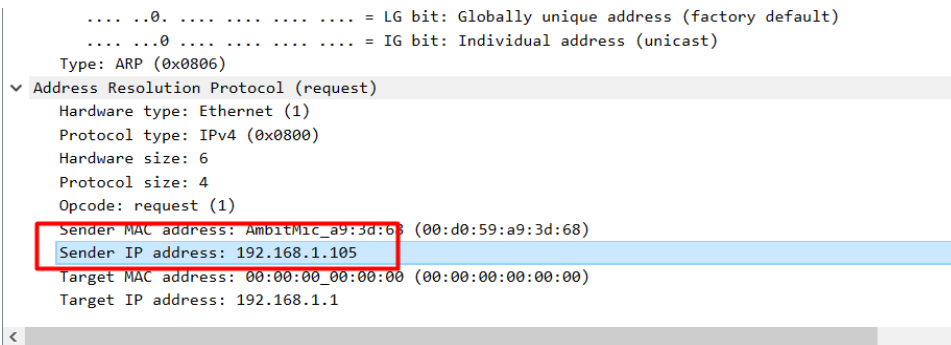 .... ..0. .... .... .... .... = LG bit: Globally unique address (factory default)
.... ...0 .... .... .... .... = IG bit: Individual address (unicast)
Type: ARP (0x0806)
Address Resolution Protocol (request)
Hardware type: Ethernet (1)
Protocol type: IPv4 (0x0800)
Hardware size: 6
Protocol size: 4
Opcode: request (1)
Sender MAC address: AmbitMic_a9:3d:68 (00:d0:59:a9:3d:68)
Sender IP address: 192.168.1.105
Target MAC address: 00:00:00_00:00:00 (00:00:00:00:00:00)
Target IP address: 192.168.1.1